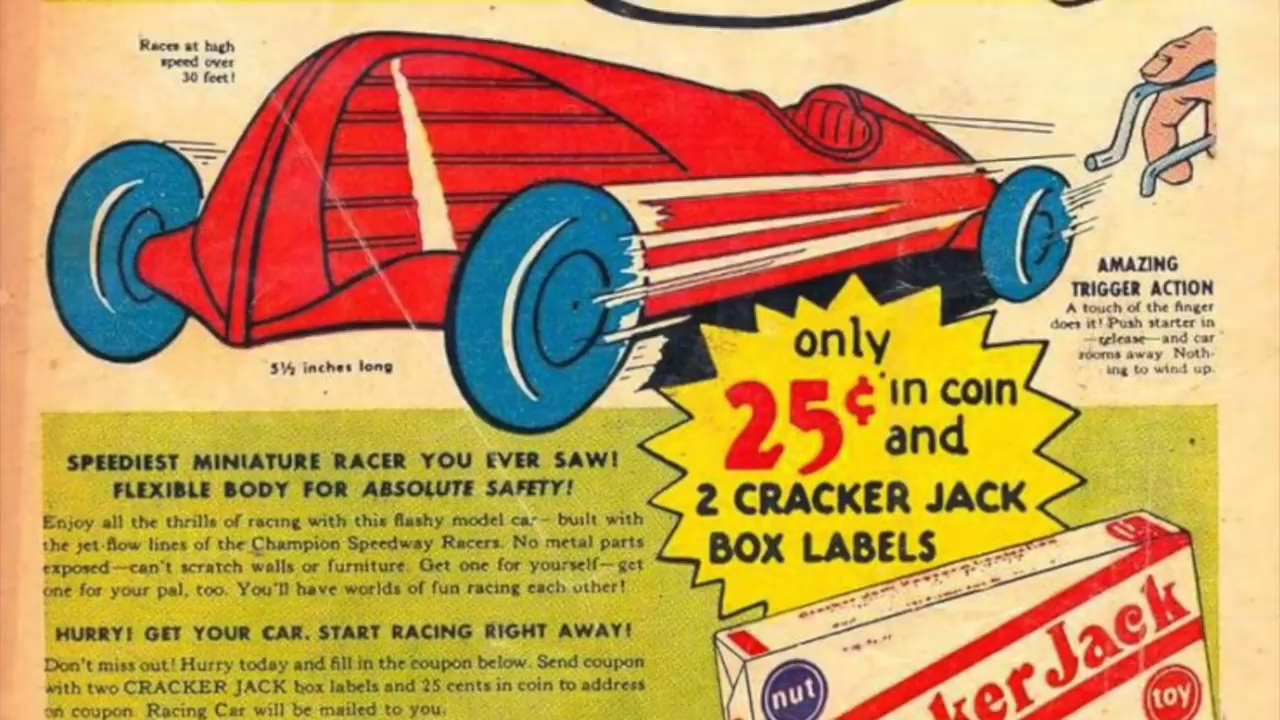 Races at high
speed over
30 feet!
5½ inches long
AMAZING
TRIGGER ACTION
A touch of the finger
does it! Push starter in
—release—and car
zooms away. Noth-
ing to wind up.
only
25¢ in coin
and
2 CRACKER JACK
BOX LABELS
SPEEDIEST MINIATURE RACER YOU EVER SAW!
FLEXIBLE BODY FOR ABSOLUTE SAFETY!
Enjoy all the thrills of racing with this flashy model car— built with
the jet-flow lines of the Champion Speedway Racers. No metal parts
exposed—can't scratch walls or furniture. Get one for yourself—get
one for your pal, too. You'll have worlds of fun racing each other!
HURRY! GET YOUR CAR. START RACING RIGHT AWAY!
Don't miss out! Hurry today and fill in the coupon below. Send coupon
with two CRACKER JACK box labels and 25 cents in coin to address
on coupon. Racing Car will be mailed to you.
ker Jack
nut
toy